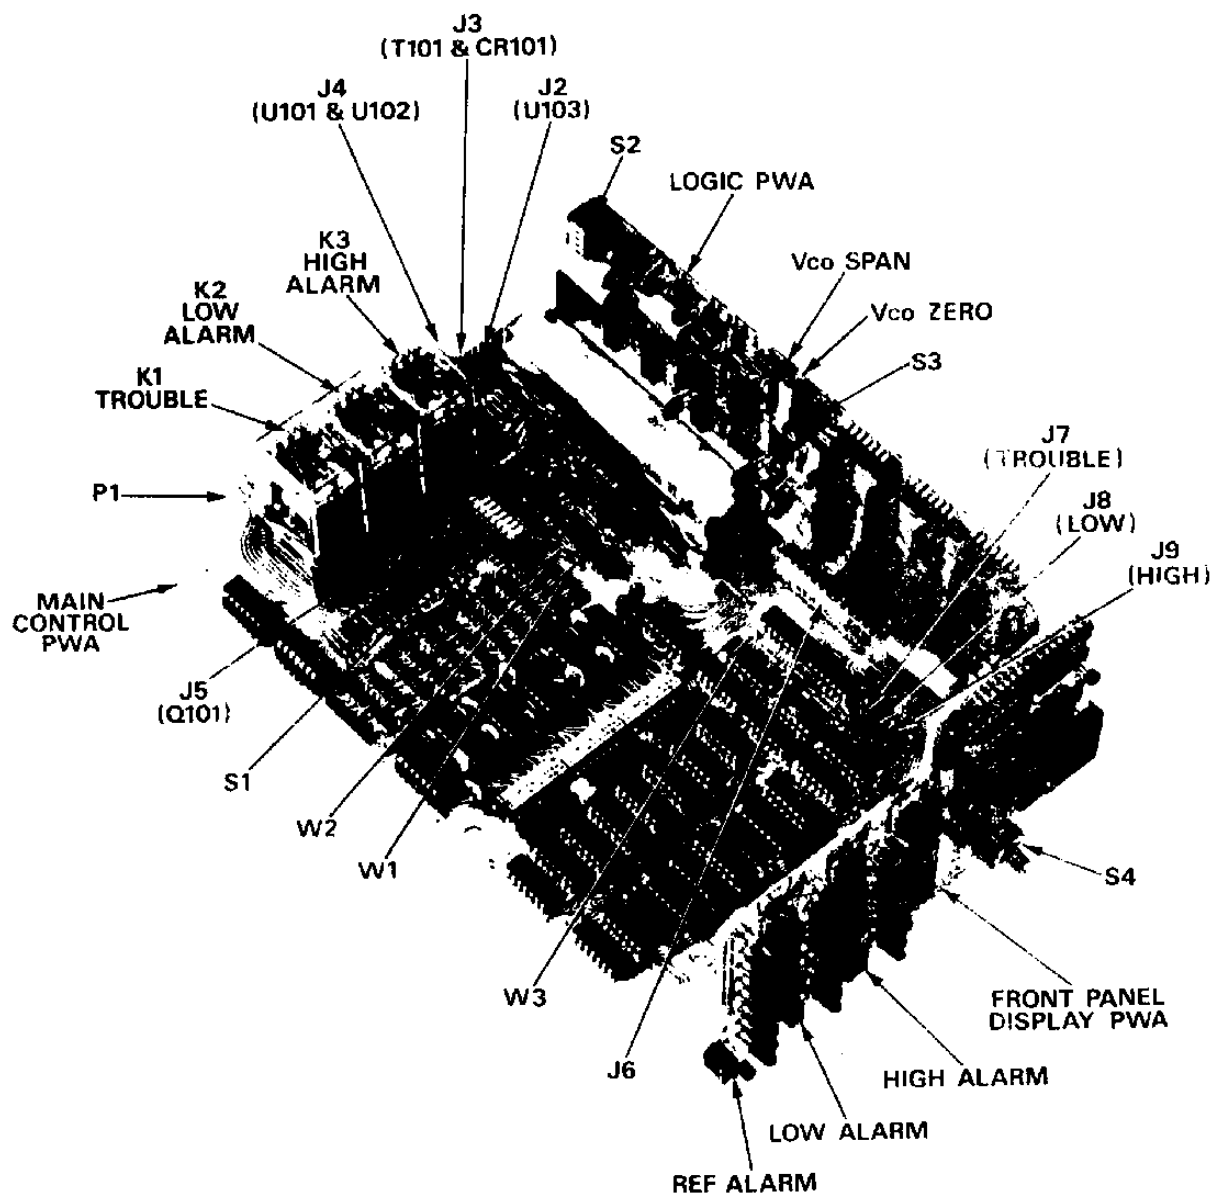 J3
(T101 & CR101)
J4
(U101 & U102)
J2
(U103)
S2
LOGIC PWA
K3
HIGH
ALARM
Vco SPAN
K2
LOW
ALARM
Vco ZERO
K1
TROUBLE
S3
J7
(TROUBLE)
P1
J8
(LOW)
J9
(HIGH)
MAIN
CONTROL
PWA
J5
(Q101)
S1
W2
W1
S4
W3
FRONT PANEL
DISPLAY PWA
J6
HIGH ALARM
LOW ALARM
REF ALARM